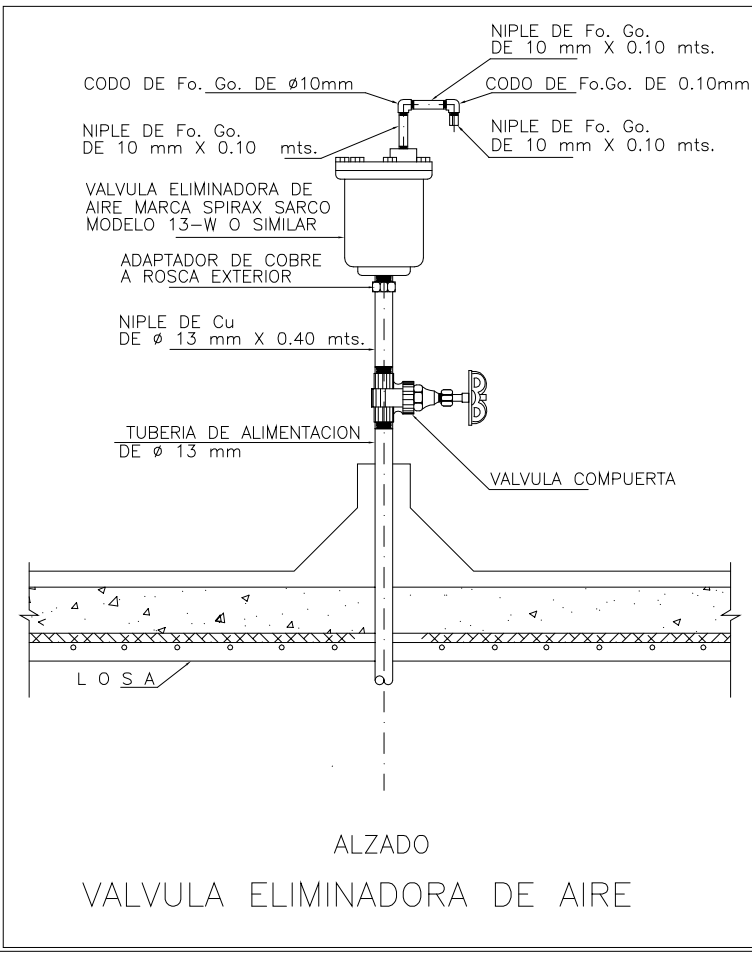 NIPLE DE Fo. Go.
DE 10 mm X 0.10 mts.
CODO DE Fo. Go. DE ø10mm
CODO DE Fo.Go. DE 0.10mm
NIPLE DE Fo. Go.
DE 10 mm X 0.10 mts.
NIPLE DE Fo. Go.
DE 10 mm X 0.10 mts.
VALVULA ELIMINADORA DE
AIRE MARCA SPIRAX SARCO
MODELO 13-W O SIMILAR
ADAPTADOR DE COBRE
A ROSCA EXTERIOR
NIPLE DE Cu
DE ø 13 mm X 0.40 mts.
TUBERIA DE ALIMENTACION
DE ø 13 mm
VALVULA COMPUERTA
L O S A
ALZADO
VALVULA ELIMINADORA DE AIRE